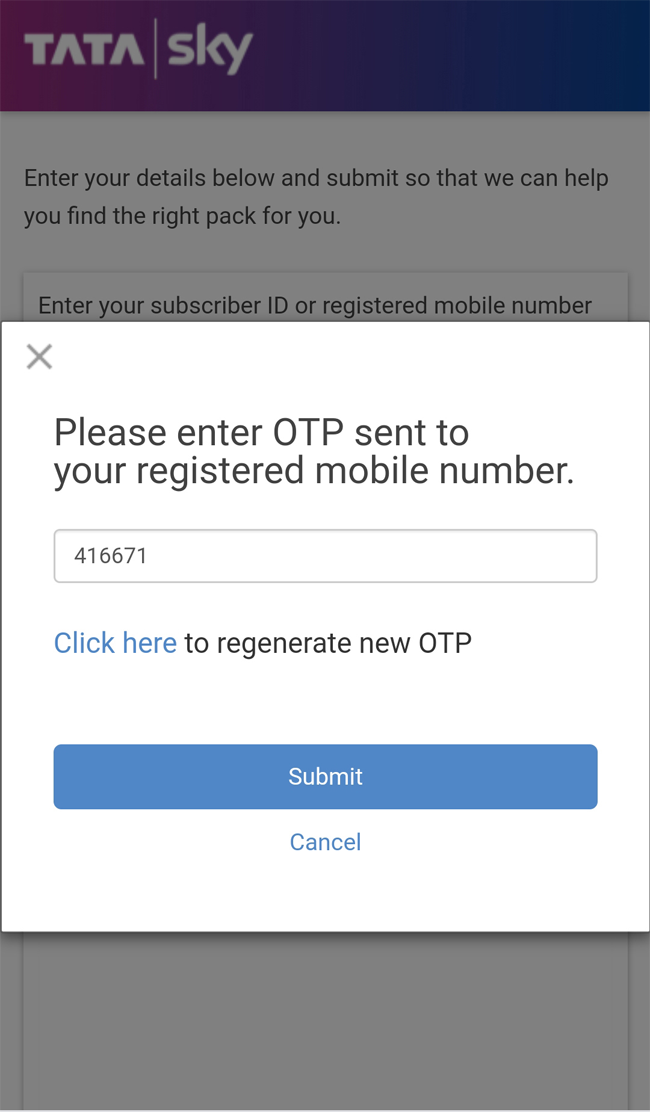 TATA sky
Enter your details below and submit so that we can help
you find the right pack for you.
Enter your subscriber ID or registered mobile number
Please enter OTP sent to
your registered mobile number.
416671
Click here to regenerate new OTP
Submit
Cancel